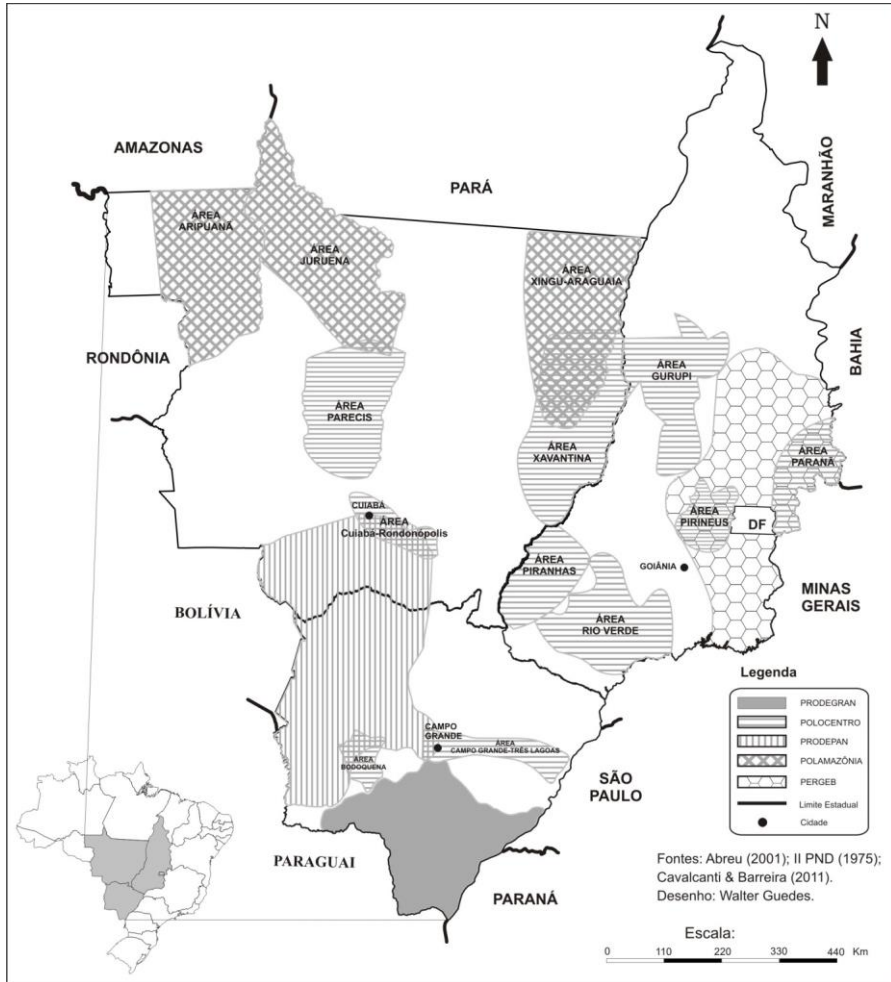 N
AMAZONAS
PARÁ
MARANHÃO
ÁREA
ARIPUANÃ
ÁREA
JURUENA
ÁREA
XINGU-ARAGUAIA
RONDÔNIA
BAHIA
ÁREA
GURUPI
ÁREA
PARECIS
ÁREA
XAVANTINA
ÁREA
PARANÃ
CUIABÁ
ÁREA
Cuiabá-Rondonópolis
ÁREA
PIRINEUS
DF
ÁREA
PIRANHAS
GOIÂNIA
MINAS
GERAIS
BOLÍVIA
ÁREA
RIO VERDE
CAMPO
GRANDE
ÁREA
CAMPO GRANDE-TRÊS LAGOAS
ÁREA
BODOQUENA
SÃO
PAULO
PARAGUAI
PARANÁ
Legenda
PRODEGRAN
POLOCENTRO
PRODEPAN
POLAMAZÔNIA
PERGEB
Limite Estadual
Cidade
Fontes: Abreu (2001); II PND (1975);
Cavalcanti & Barreira (2011).
Desenho: Walter Guedes.
Escala:
0 110 220 330 440 Km